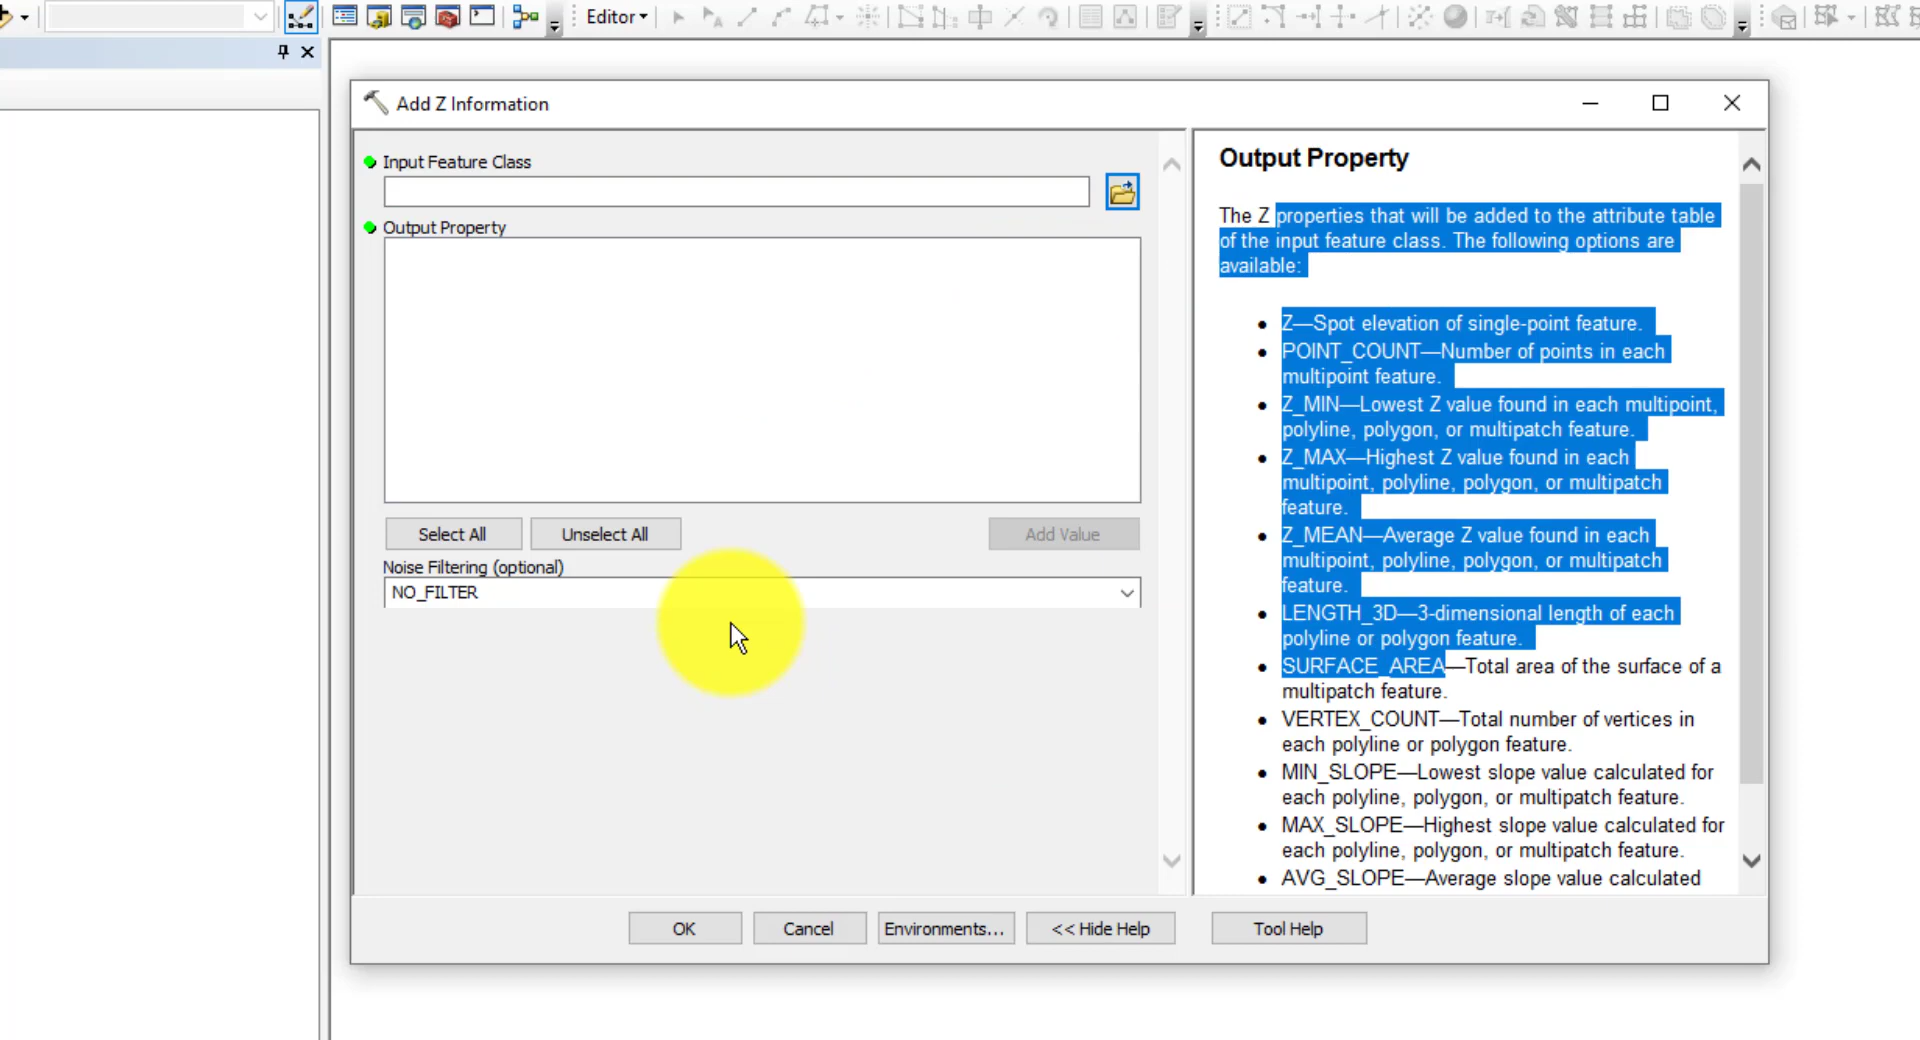 Editor
Add Z Information
Input Feature Class
Output Property
Select All
Unselect All
Add Value
Noise Filtering (optional)
NO_FILTER
OK
Cancel
Environments...
<< Hide Help
Tool Help
Output Property
The Z properties that will be added to the attribute table
of the input feature class. The following options are
available:
• Z—Spot elevation of single-point feature.
• POINT_COUNT—Number of points in each
multipoint feature.
• Z_MIN—Lowest Z value found in each multipoint,
polyline, polygon, or multipatch feature.
• Z_MAX—Highest Z value found in each
multipoint, polyline, polygon, or multipatch
feature.
• Z_MEAN—Average Z value found in each
multipoint, polyline, polygon, or multipatch
feature.
• LENGTH_3D—3-dimensional length of each
polyline or polygon feature.
• SURFACE_AREA—Total area of the surface of a
multipatch feature.
• VERTEX_COUNT—Total number of vertices in
each polyline or polygon feature.
• MIN_SLOPE—Lowest slope value calculated for
each polyline, polygon, or multipatch feature.
• MAX_SLOPE—Highest slope value calculated for
each polyline, polygon, or multipatch feature.
• AVG_SLOPE—Average slope value calculated